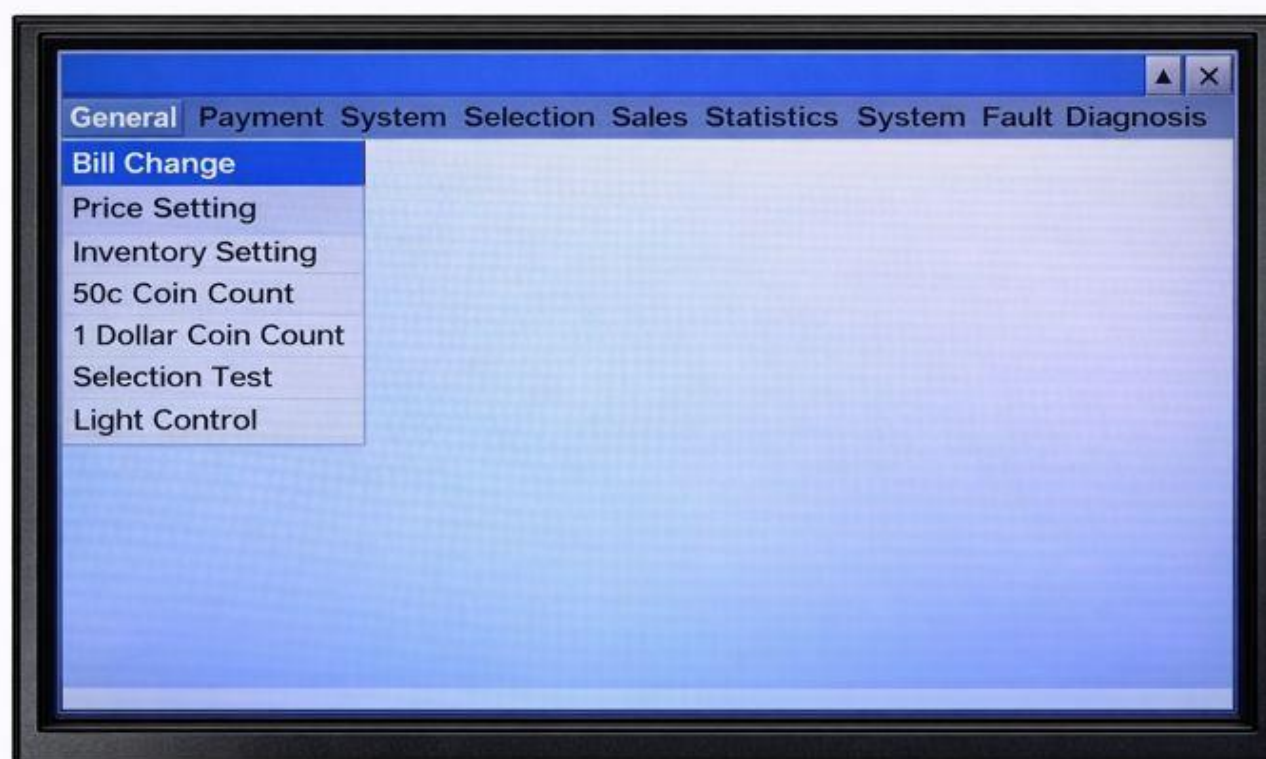 General Payment System Selection Sales Statistics System Fault Diagnosis
Bill Change
Price Setting
Inventory Setting
50c Coin Count
1 Dollar Coin Count
Selection Test
Light Control